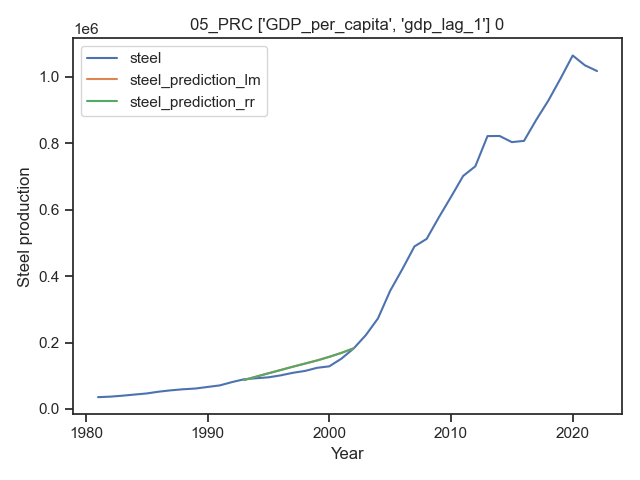 05_PRC ['GDP_per_capita', 'gdp_lag_1'] 0
1e6
steel
steel_prediction_lm
steel_prediction_rr
1.0
0.8
0.6
0.4
0.2
0.0
Steel production
1980 1990 2000 2010 2020
Year